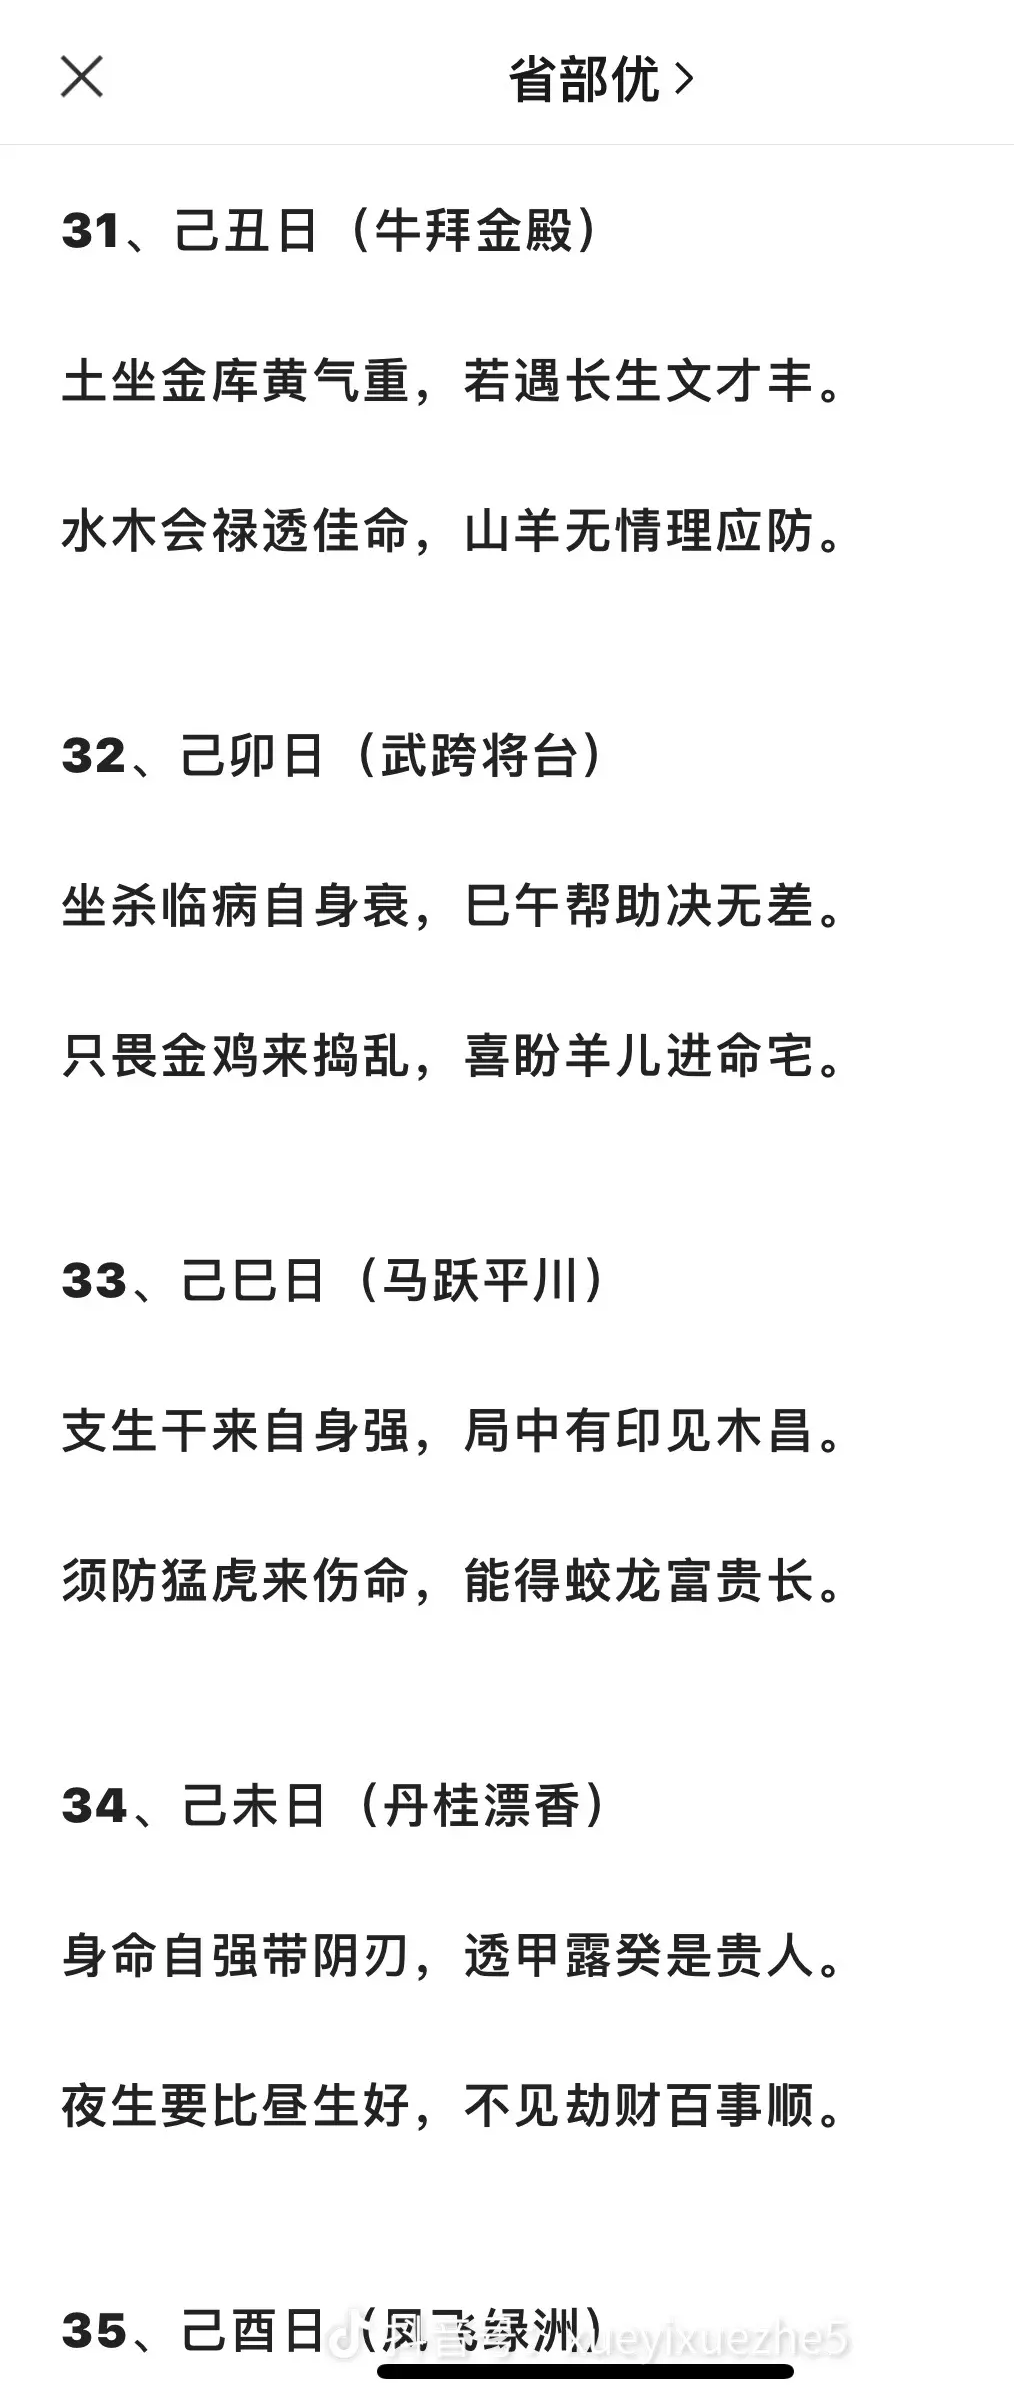 省部优
31、己丑日（牛拜金殿）
土坐金库黄气重，若遇长生文才丰。
水木会禄透佳命，山羊无情理应防。
32、己卯日（武跨将台）
坐杀临病自身衰，巳午帮助决无差。
只畏金鸡来捣乱，喜盼羊儿进命宅。
33、己巳日（马跃平川）
支生干来自身强，局中有印见木昌。
须防猛虎来伤命，能得蛟龙富贵长。
34、己未日（丹桂漂香）
身命自强带阴刃，透甲露癸是贵人。
夜生要比昼生好，不见劫财百事顺。
35、己酉日（凤飞绿洲）
抖音号：xueyixuezhe5